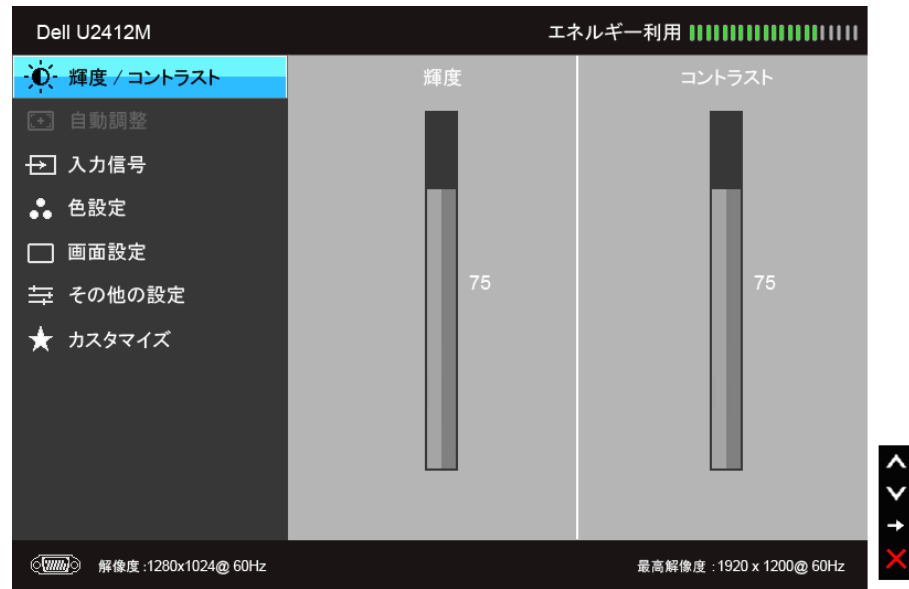 Dell U2412M
エネルギー利用
輝度 / コントラスト
自動調整
入力信号
色設定
画面設定
その他の設定
カスタマイズ
輝度
コントラスト
75
75
解像度 :1280x1024@ 60Hz
最高解像度 : 1920 x 1200@ 60Hz